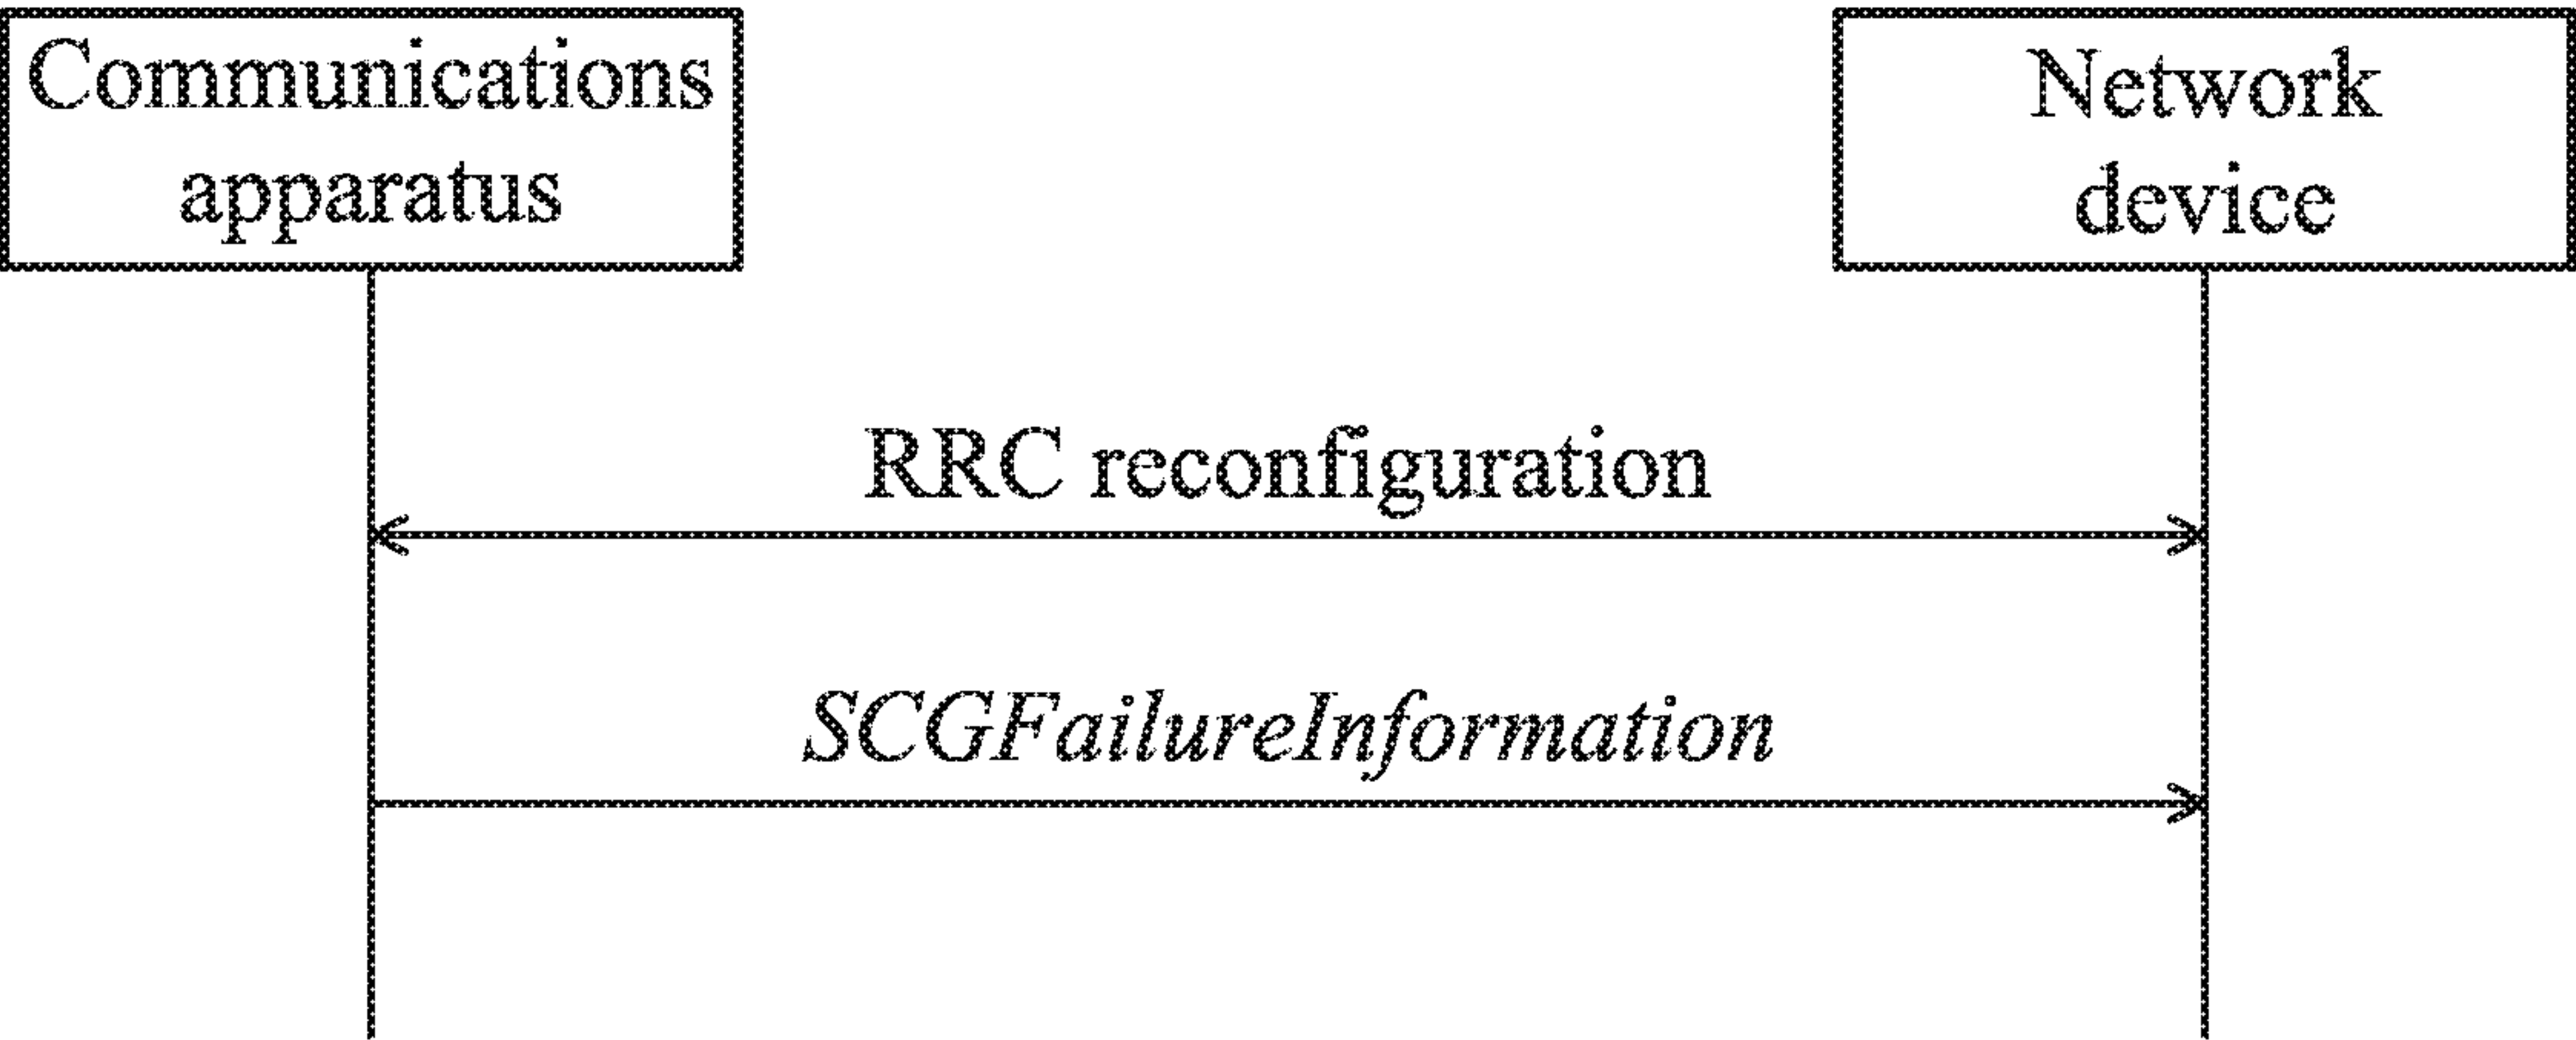 Communications
apparatus
Network
device
RRC reconfiguration
SCGFailureInformation